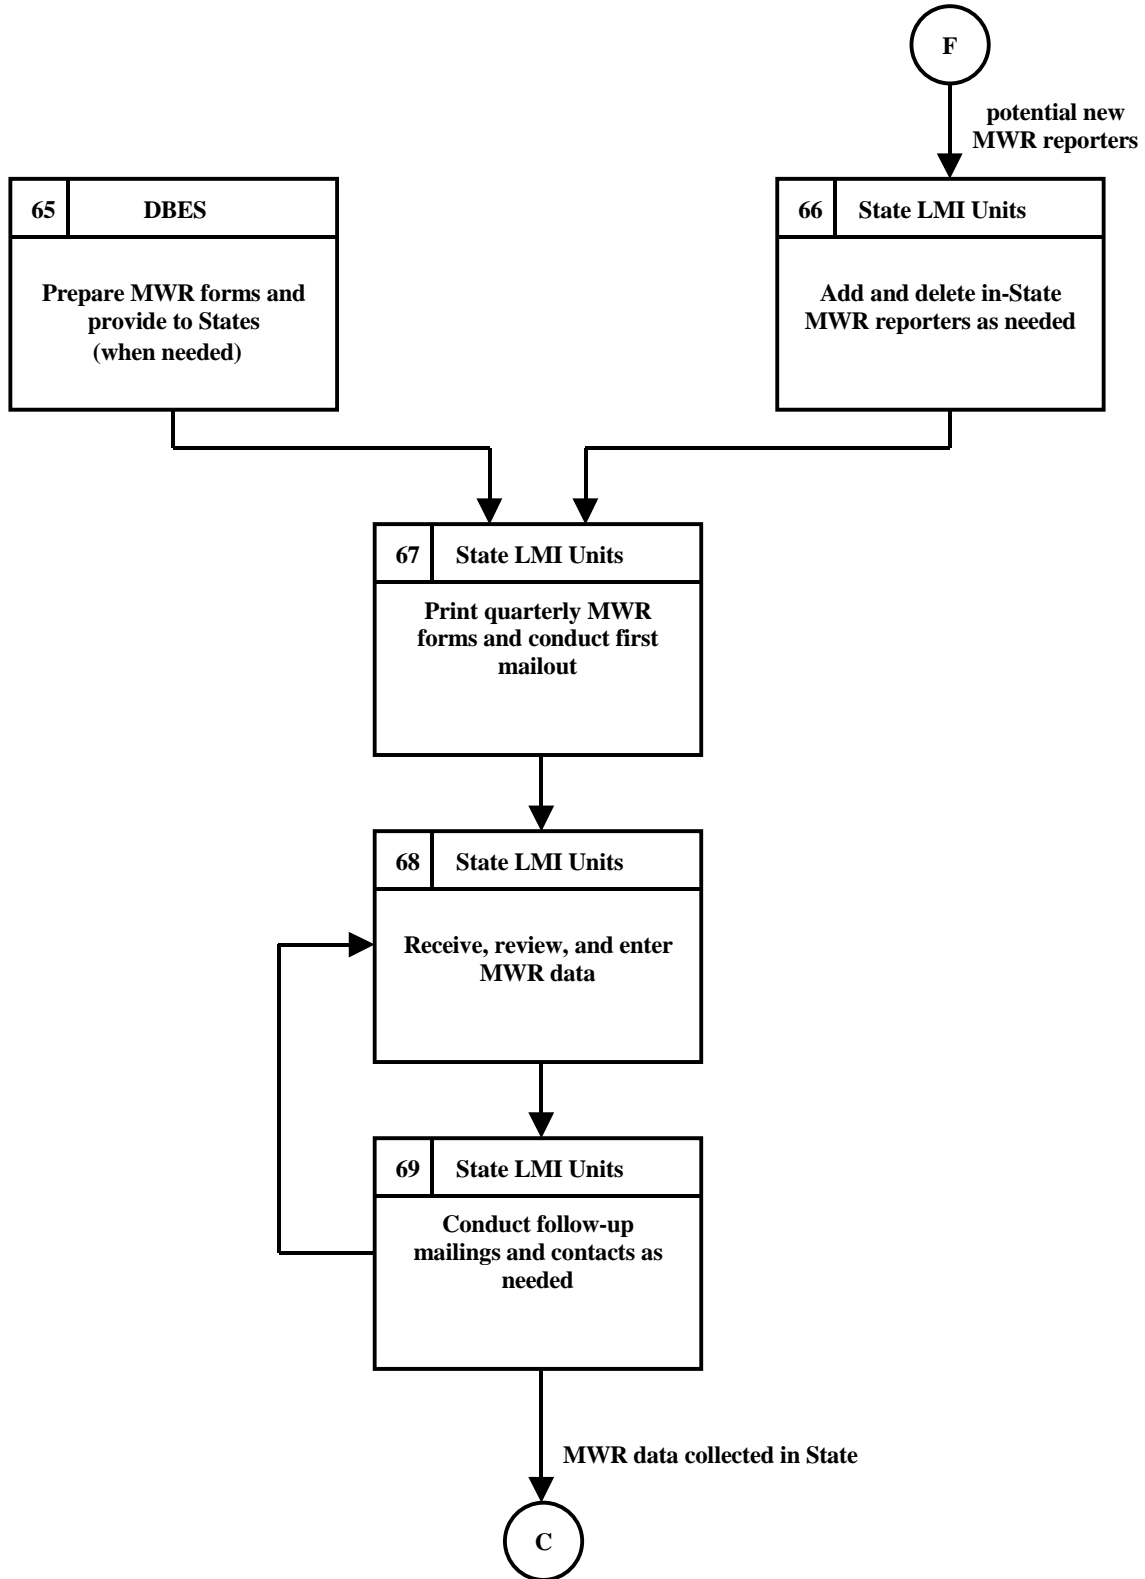 F
potential new
MWR reporters
65 DBES
Prepare MWR forms and
provide to States
(when needed)
66 State LMI Units
Add and delete in-State
MWR reporters as needed
67 State LMI Units
Print quarterly MWR
forms and conduct first
mailout
68 State LMI Units
Receive, review, and enter
MWR data
69 State LMI Units
Conduct follow-up
mailings and contacts as
needed
MWR data collected in State
C